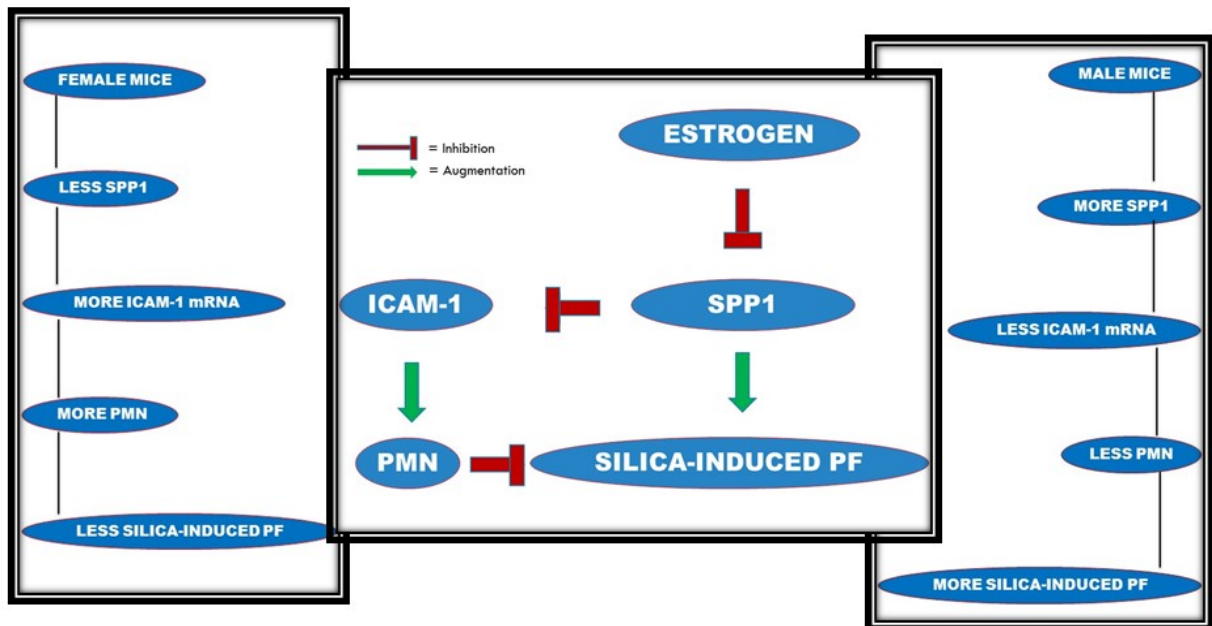 FEMALE MICE
LESS SPP1
MORE ICAM-1 mRNA
MORE PMN
LESS SILICA-INDUCED PF
ESTROGEN
= Inhibition
= Augmentation
ICAM-1
SPP1
PMN
SILICA-INDUCED PF
MALE MICE
MORE SPP1
LESS ICAM-1 mRNA
LESS PMN
MORE SILICA-INDUCED PF